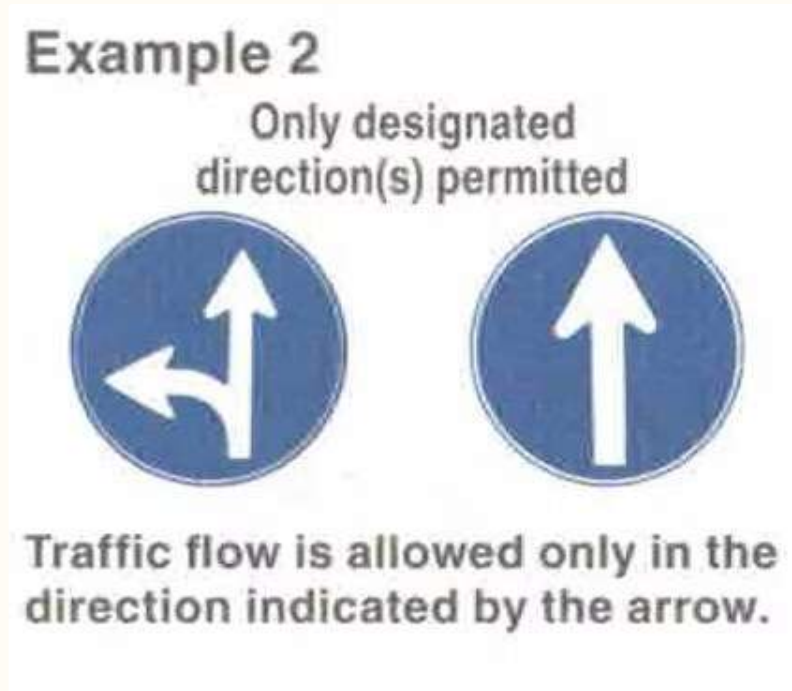 Example 2
Only designated
direction(s) permitted
Traffic flow is allowed only in the
direction indicated by the arrow.